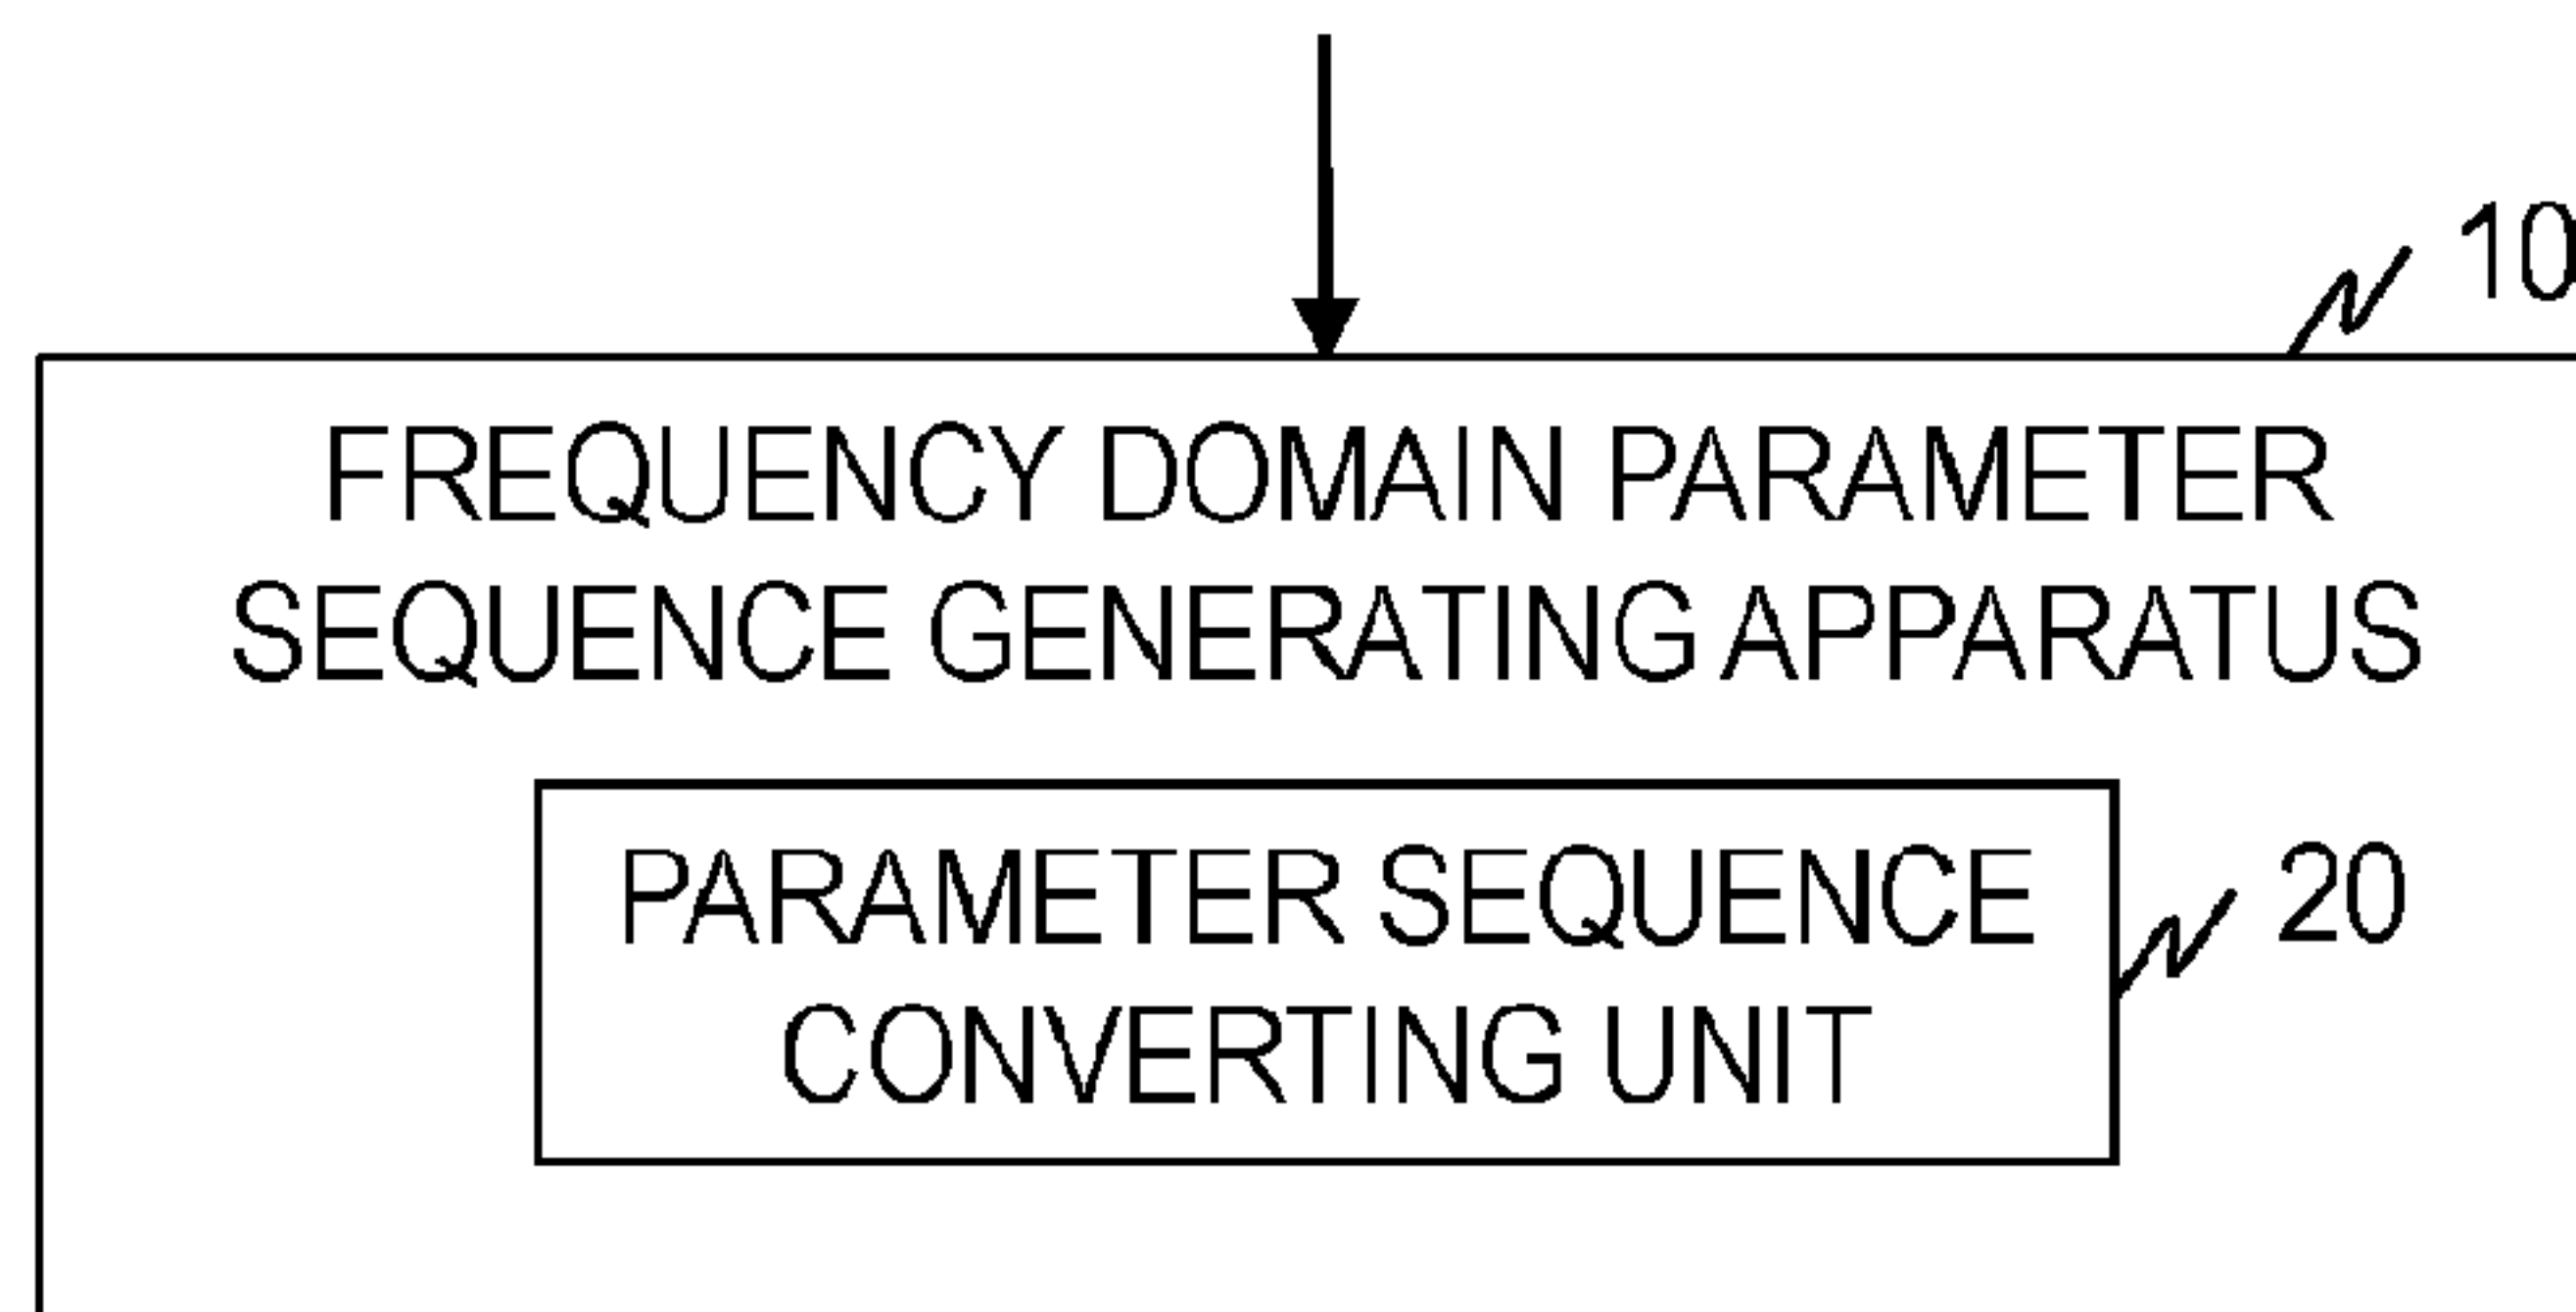 10
FREQUENCY DOMAIN PARAMETER
SEQUENCE GENERATING APPARATUS
PARAMETER SEQUENCE
20
CONVERTING UNIT